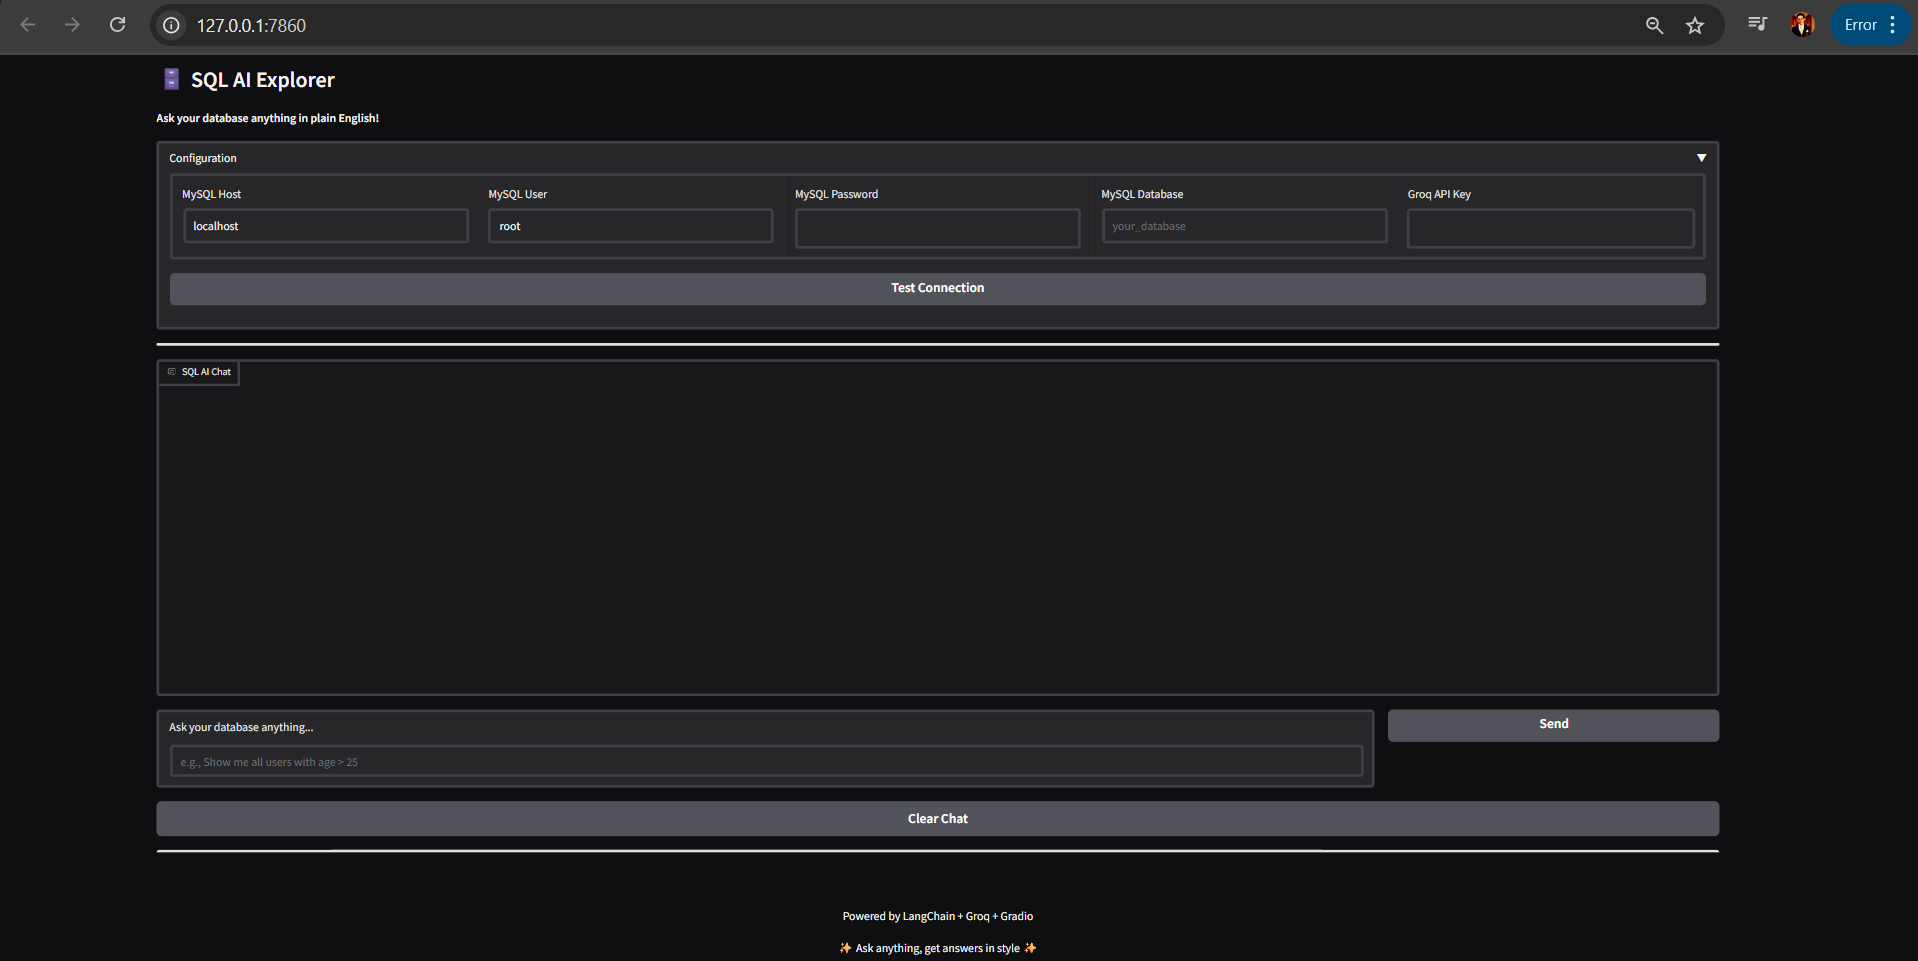 127.0.0.1:7860
Error
SQL AI Explorer
Ask your database anything in plain English!
Configuration
MySQL Host
MySQL User
MySQL Password
MySQL Database
Groq API Key
localhost
root
your_database
Test Connection
SQL AI Chat
Ask your database anything...
Send
e.g., Show me all users with age > 25
Clear Chat
Powered by LangChain + Groq + Gradio
✨ Ask anything, get answers in style ✨